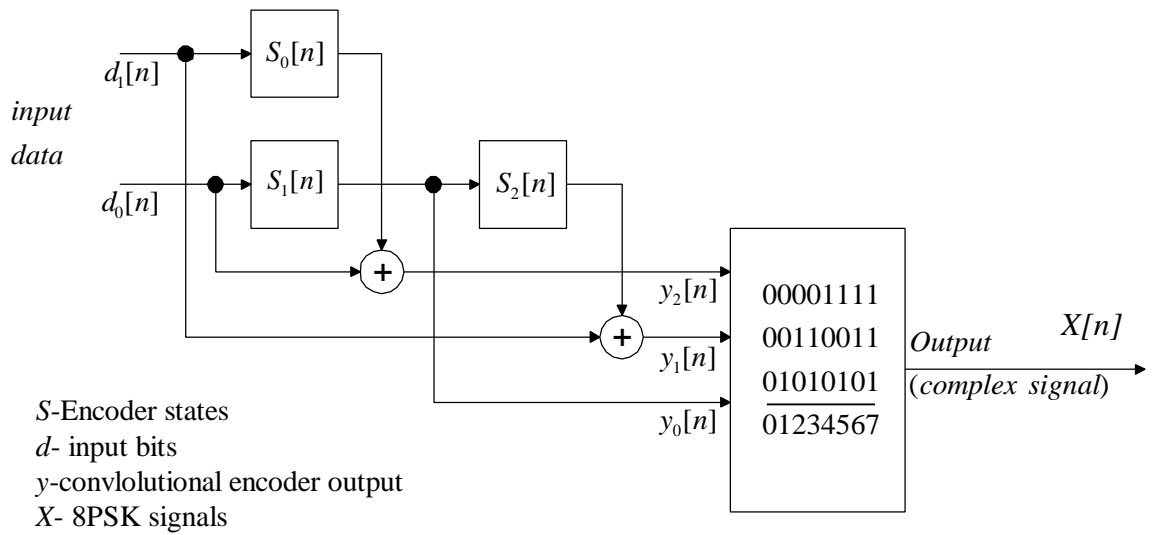 S₀[n]
d₁[n]
input
data
S₁[n]
S₂[n]
d₀[n]
+
y₂[n]
00001111
00110011
X[n]
+
Output
y₁[n]
01010101
(complex signal)
y₀[n]
01234567
S-Encoder states
d- input bits
y-convlolutional encoder output
X- 8PSK signals